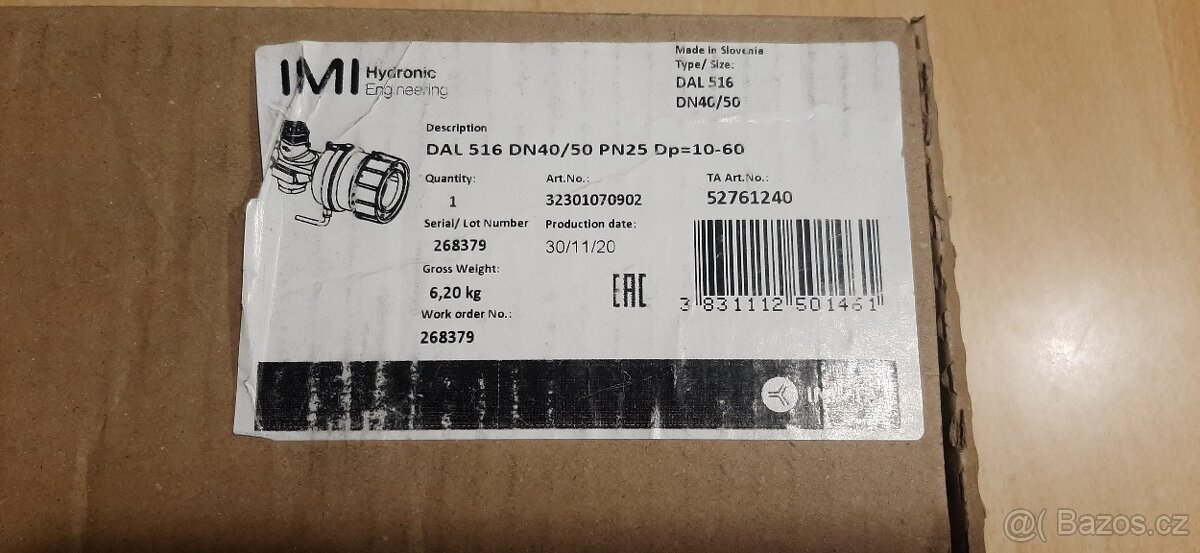 IMI Hydronic
Engineering
Made in Slovenia
Type/ Size:
DAL 516
DN40/50
Description
DAL 516 DN40/50 PN25 Dp=10-60
Quantity:
1
Art.No.:
32301070902
TA Art.No.:
52761240
Serial/ Lot Number
268379
Production date:
30/11/20
Gross Weight:
6,20 kg
EAC
3 831112 501461
Work order No.:
268379
@( Bazos.cz